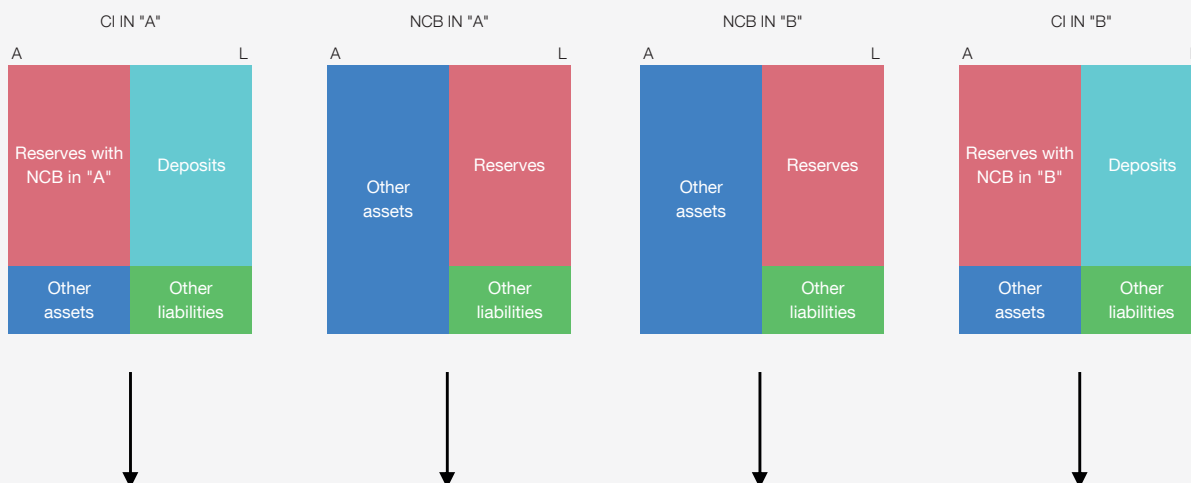 CI IN "A"
NCB IN "A"
NCB IN "B"
CI IN "B"
A
L
A
L
A
L
A
Reserves with
NCB in "A"
Deposits
Other
assets
Other
liabilities
Other
assets
Reserves
Other
liabilities
Other
assets
Reserves
Other
liabilities
Reserves with
NCB in "B"
Deposits
Other
assets
Other
liabilities